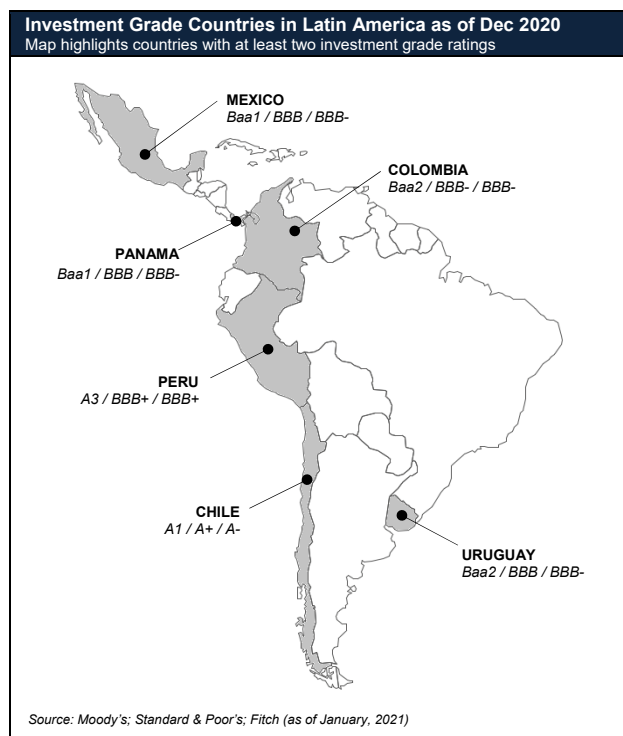 Investment Grade Countries in Latin America as of Dec 2020
Map highlights countries with at least two investment grade ratings
MEXICO
Baa1 / BBB / BBB-
COLOMBIA
Baa2 / BBB- / BBB-
PANAMA
Baa1 / BBB / BBB-
PERU
A3 / BBB+ / BBB+
CHILE
A1 / A+ / A-
URUGUAY
Baa2 / BBB / BBB-
Source: Moody's; Standard & Poor's; Fitch (as of January, 2021)